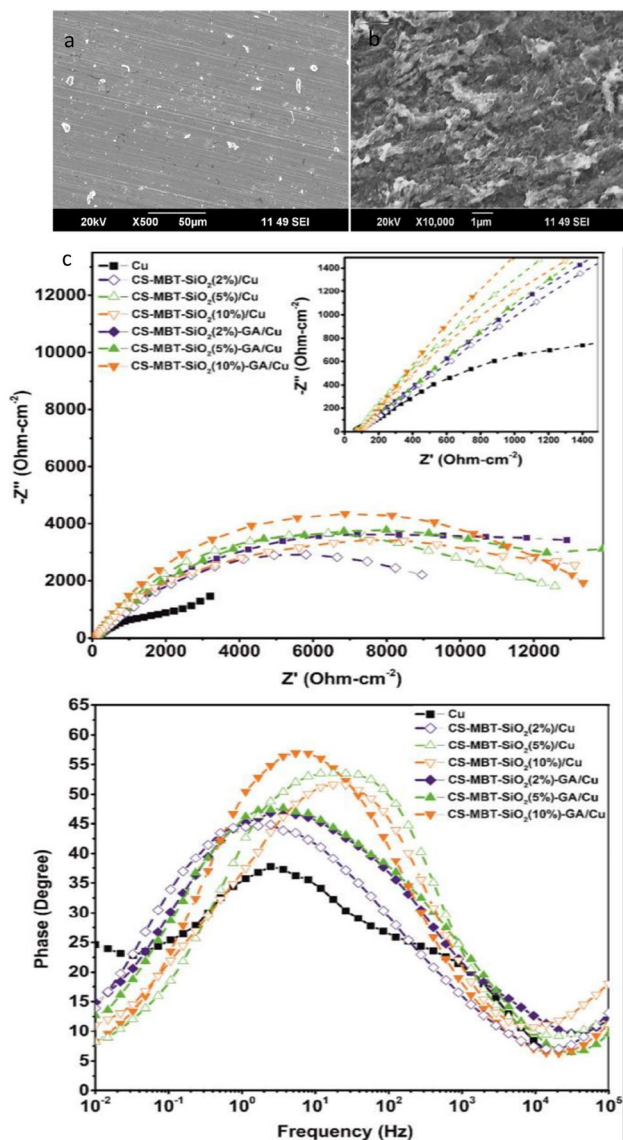 a
b
20kV X500 50μm 11 49 SEI
20kV X10,000 1μm 11 49 SEI
c
Cu
CS-MBT-SiO₂(2%)/Cu
CS-MBT-SiO₂(5%)/Cu
CS-MBT-SiO₂(10%)/Cu
CS-MBT-SiO₂(2%)-GA/Cu
CS-MBT-SiO₂(5%)-GA/Cu
CS-MBT-SiO₂(10%)-GA/Cu
-Z'' (Ohm-cm⁻²)
12000
10000
8000
6000
4000
2000
0
0 2000 4000 6000 8000 10000 12000
Z' (Ohm-cm⁻²)
-Z'' (Ohm-cm⁻²)
1400
1200
1000
800
600
400
200
0
0 200 400 600 800 1000 1200 1400
Z' (Ohm-cm⁻²)
Cu
CS-MBT-SiO₂(2%)/Cu
CS-MBT-SiO₂(5%)/Cu
CS-MBT-SiO₂(10%)/Cu
CS-MBT-SiO₂(2%)-GA/Cu
CS-MBT-SiO₂(5%)-GA/Cu
CS-MBT-SiO₂(10%)-GA/Cu
Phase (Degree)
65
60
55
50
45
40
35
30
25
20
15
10
5
0
10⁻² 10⁻¹ 10⁰ 10¹ 10² 10³ 10⁴ 10⁵
Frequency (Hz)